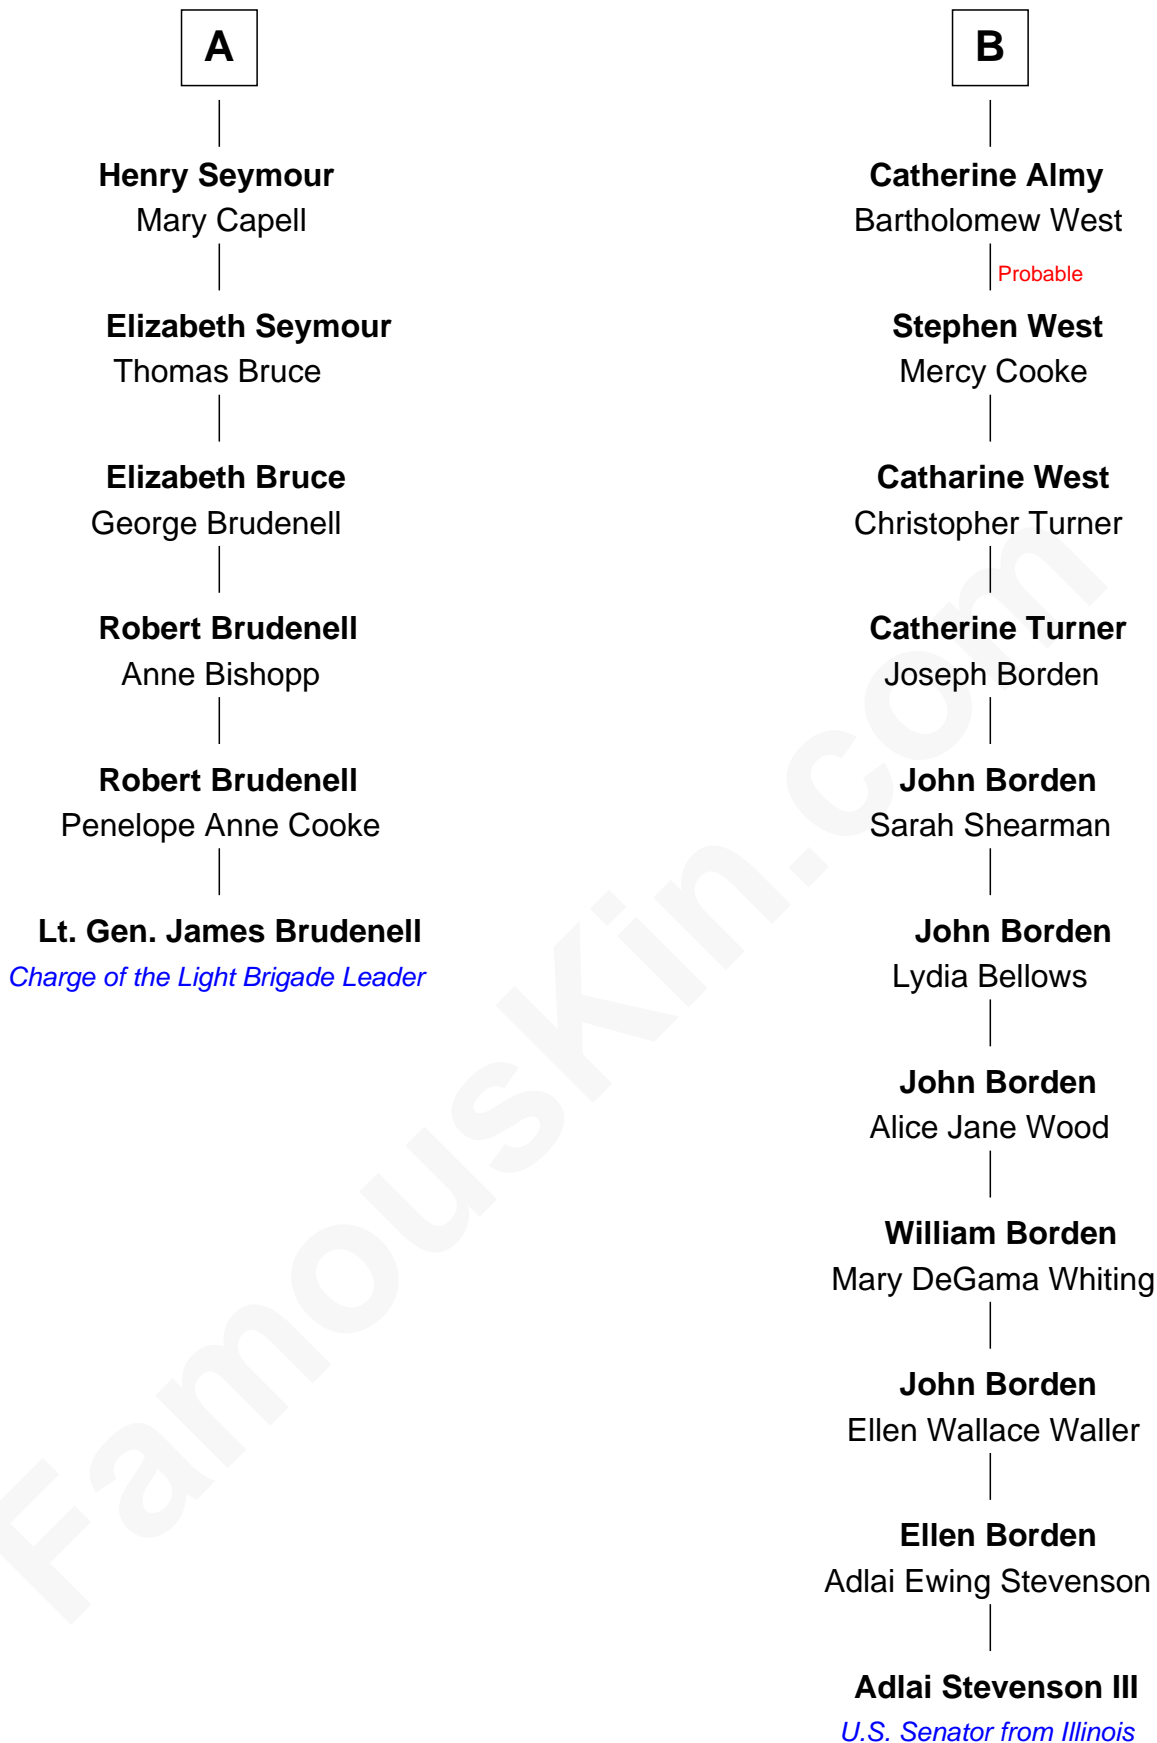 A
Henry Seymour
Mary Capell
Elizabeth Seymour
Thomas Bruce
Elizabeth Bruce
George Brudenell
Robert Brudenell
Anne Bishopp
Robert Brudenell
Penelope Anne Cooke
Lt. Gen. James Brudenell
Charge of the Light Brigade Leader
B
Catherine Almy
Bartholomew West
Probable
Stephen West
Mercy Cooke
Catharine West
Christopher Turner
Catherine Turner
Joseph Borden
John Borden
Sarah Shearman
John Borden
Lydia Bellows
John Borden
Alice Jane Wood
William Borden
Mary DeGama Whiting
John Borden
Ellen Wallace Waller
Ellen Borden
Adlai Ewing Stevenson
Adlai Stevenson III
U.S. Senator from Illinois
FamousKin.com